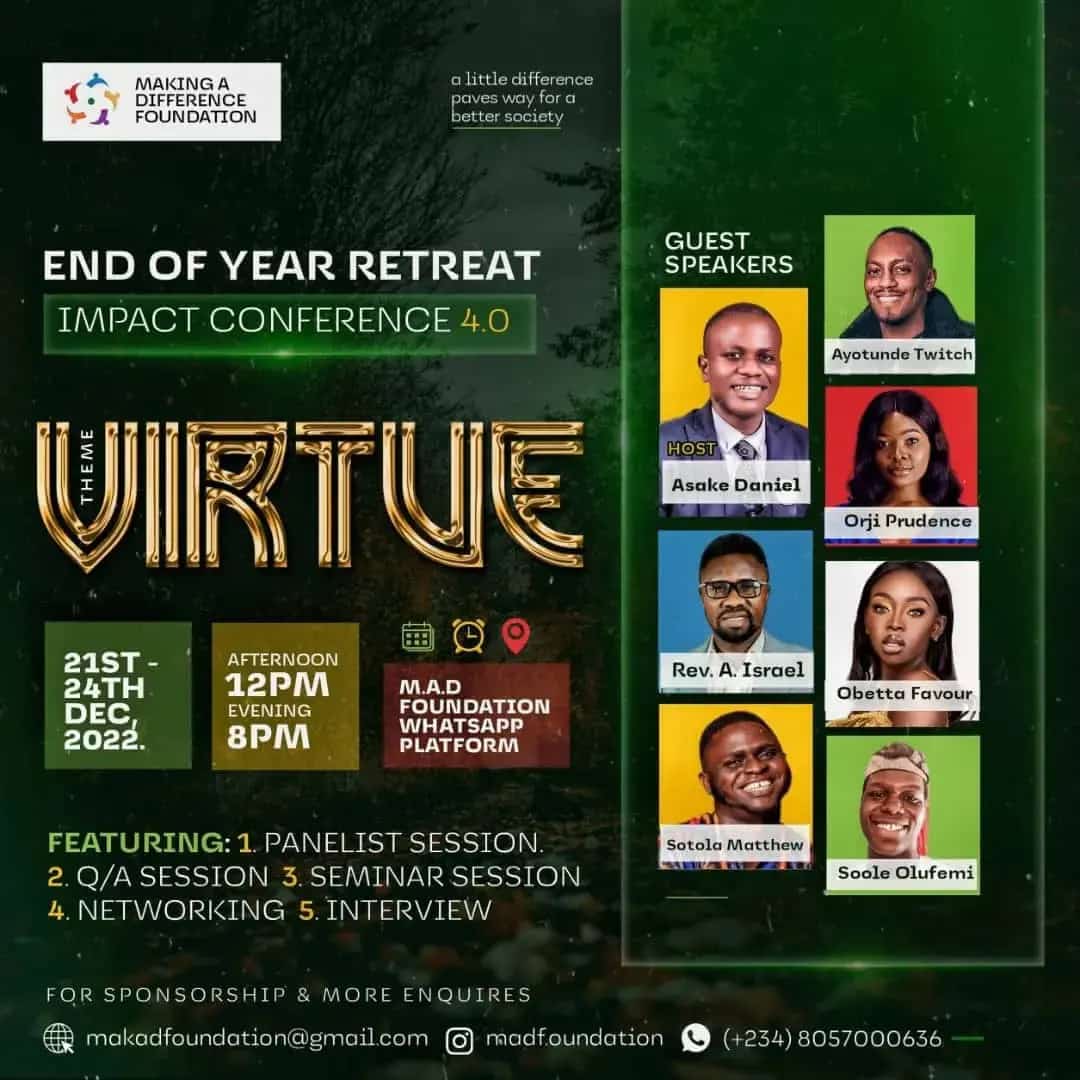 MAKING A
DIFFERENCE
FOUNDATION
a little difference
paves way for a
better society
END OF YEAR RETREAT
IMPACT CONFERENCE 4.0
THEME
VIRTUE
21ST -
24TH
DEC,
2022.
AFTERNOON
12PM
EVENING
8PM
M.A.D
FOUNDATION
WHATSAPP
PLATFORM
FEATURING: 1. PANELIST SESSION.
2. Q/A SESSION 3. SEMINAR SESSION
4. NETWORKING 5. INTERVIEW
GUEST
SPEAKERS
HOST
Asake Daniel
Rev. A. Israel
Sotola Matthew
Ayotunde Twitch
Orji Prudence
Obetta Favour
Soole Olufemi
FOR SPONSORSHIP & MORE ENQUIRES
makadfoundation@gmail.com madf.oundation (+234) 8057000636